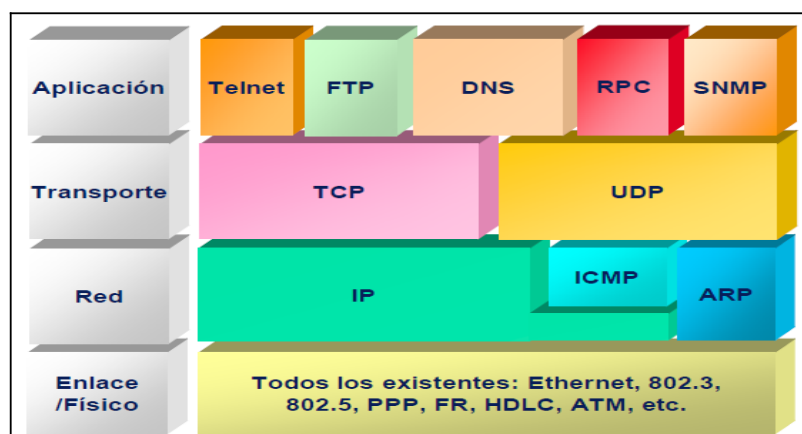 Aplicación
Telnet
FTP
DNS
RPC
SNMP
Transporte
TCP
UDP
Red
IP
ICMP
ARP
Enlace
/Físico
Todos los existentes: Ethernet, 802.3,
802.5, PPP, FR, HDLC, ATM, etc.